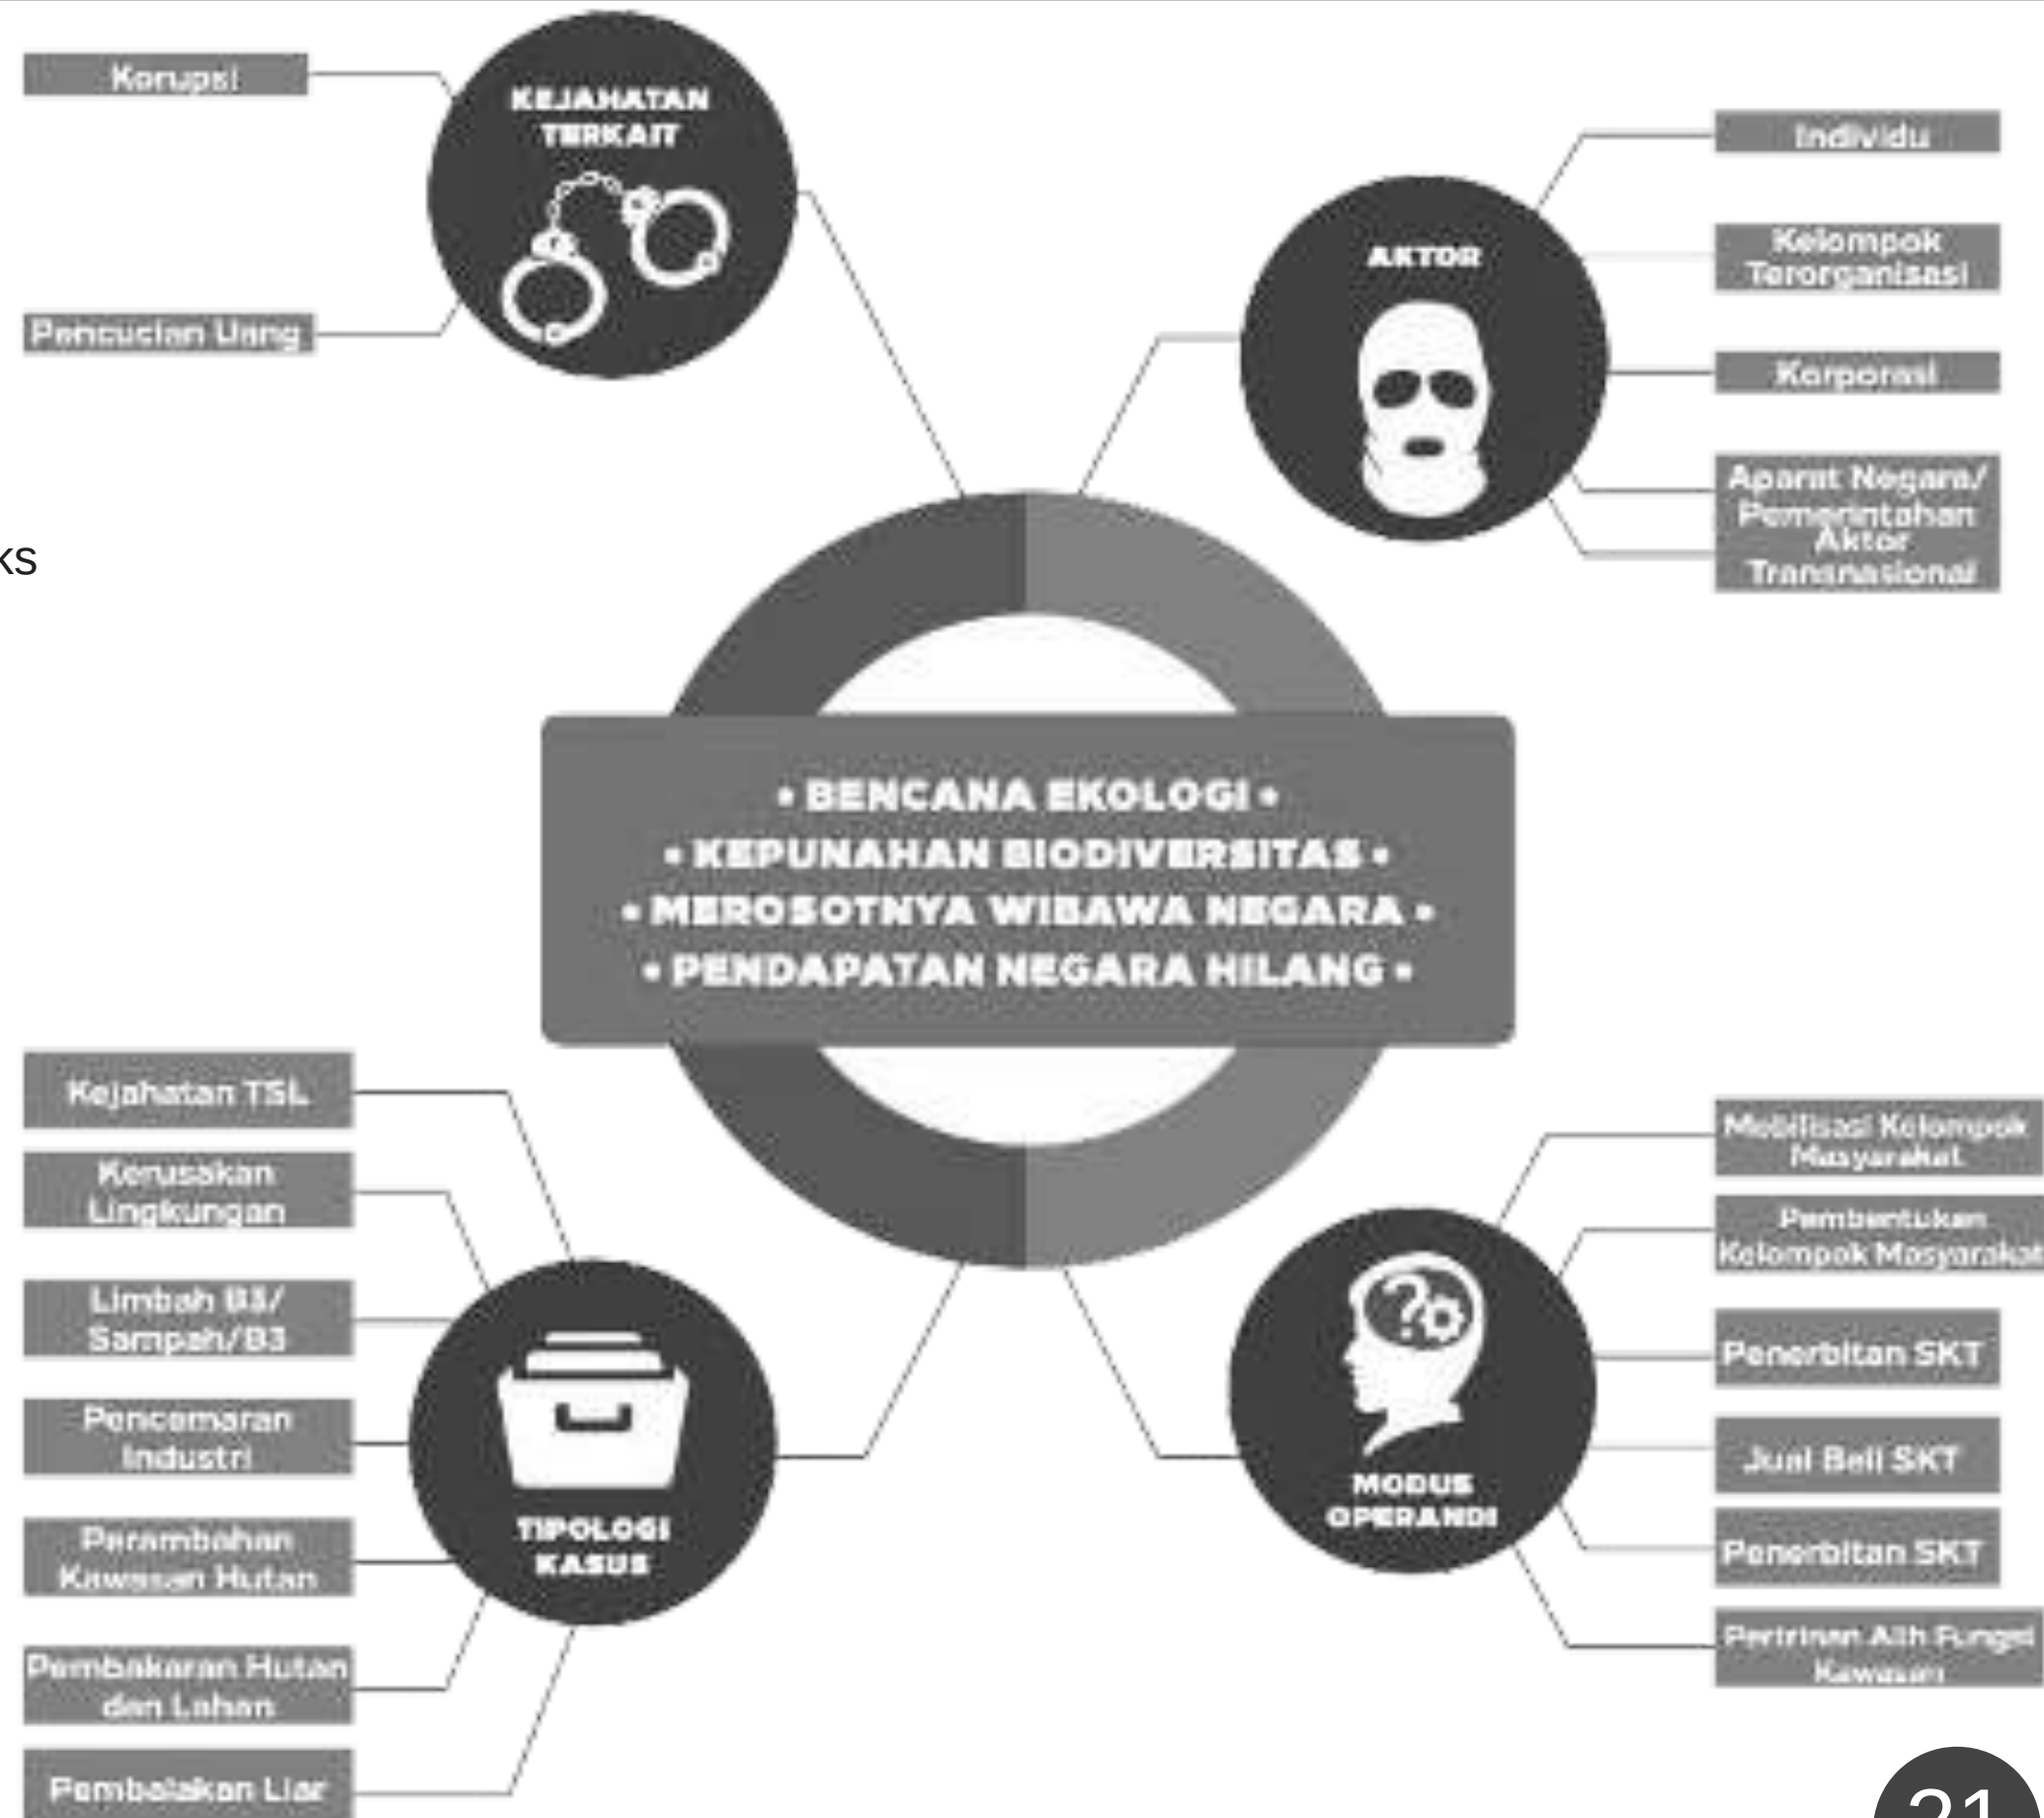 Korupsi
Pencucian Uang
KEJAHATAN
TERKAIT
AKTOR
Individu
Kelompok
Terorganisasi
Korporasi
Aparat Negara/
Pemerintahan
Aktor
Transnasional
ks
• BENCANA EKOLOGI •
• KEPUNAHAN BIODIVERSITAS •
• MEROSOTNYA WIBAWA NEGARA •
• PENDAPATAN NEGARA HILANG •
Kejahatan TSL
Kerusakan
Lingkungan
Limbah B3/
Sampah/B3
Pencemaran
Industri
Perambahan
Kawasan Hutan
Pembakaran Hutan
dan Lahan
Pembalakan Liar
TIPOLOGI
KASUS
MODUS
OPERANDI
Mobilisasi Kelompok
Masyarakat
Pembentukan
Kelompok Masyarakat
Penerbitan SKT
Jual Beli SKT
Penerbitan SKT
Alih Fungsi
Kawasan
21